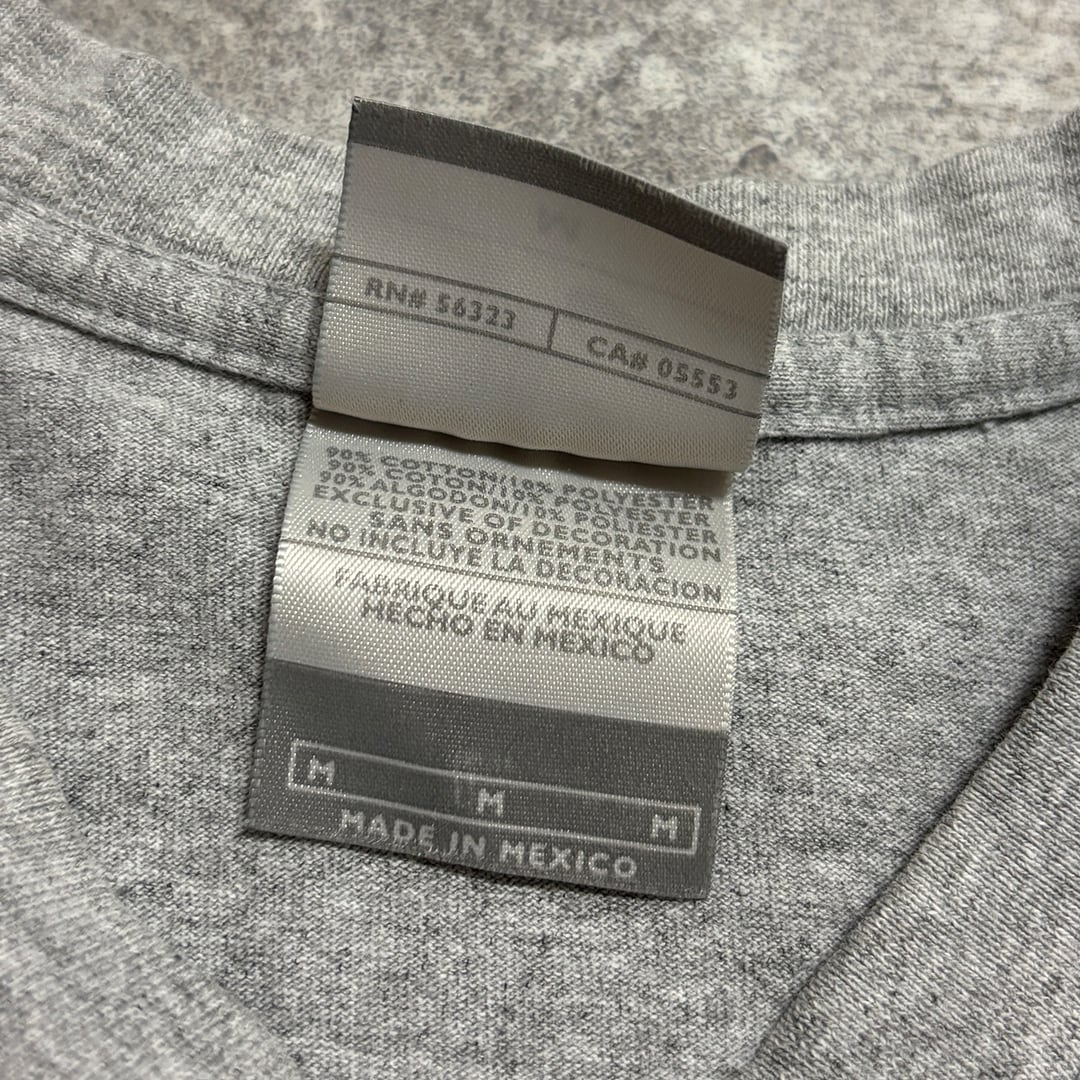 RN# 56323 CA# 05553
90% COTTON/10% POLYESTER
90% COTON/10% POLYESTER
90% ALGODON/10% POLIESTER
EXCLUSIVE OF DECORATION
SANS ORNEMENTS
NO INCLUYE LA DECORACION
FABRIQUE AU MEXIQUE
HECHO EN MEXICO
M M M
MADE IN MEXICO